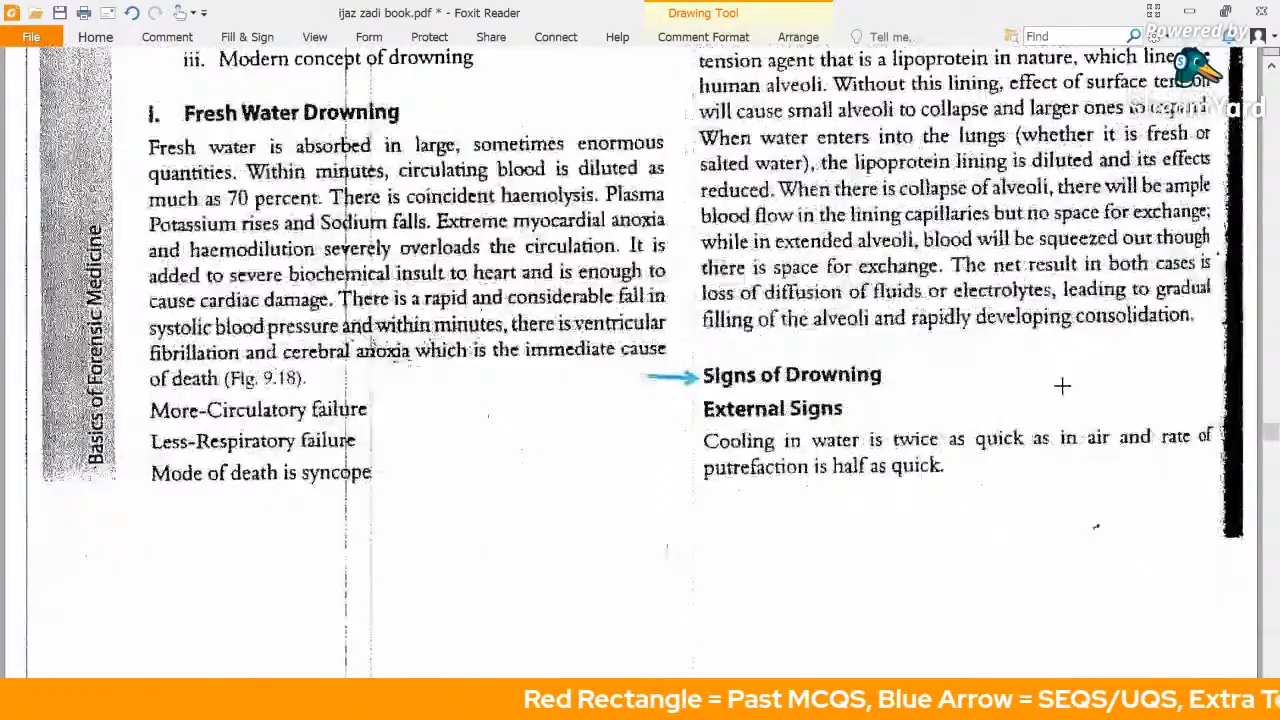 ijaz zadi book.pdf * - Foxit Reader
Drawing Tool
File
Home
Comment
Fill & Sign
View
Form
Protect
Share
Connect
Help
Comment Format
Arrange
Tell me..
Find
Powered by
iii. Modern concept of drowning
i. Fresh Water Drowning
Fresh water is absorbed in large, sometimes enormous
quantities. Within minutes, circulating blood is diluted as
much as 70 percent. There is coincident haemolysis. Plasma
Potassium rises and Sodium falls. Extreme myocardial anoxia
and haemodilution severely overloads the circulation. It is
added to severe biochemical insult to heart and is enough to
cause cardiac damage. There is a rapid and considerable fall in
systolic blood pressure and within minutes, there is ventricular
fibrillation and cerebral anoxia which is the immediate cause
of death (Fig. 9.18).
More-Circulatory failure
Less-Respiratory failure
Mode of death is syncope
Basics of Forensic Medicine
tension agent that is a lipoprotein in nature, which
human alveoli. Without this lining, effect of surface
will cause small alveoli to collapse and larger ones to
When water enters into the lungs (whether it is fresh or
salted water), the lipoprotein lining is diluted and its effects
reduced. When there is collapse of alveoli, there will be ample
blood flow in the lining capillaries but no space for exchange;
while in extended alveoli, blood will be squeezed out though
there is space for exchange. The net result in both cases is
loss of diffusion of fluids or electrolytes, leading to gradual
filling of the alveoli and rapidly developing consolidation.
Signs of Drowning
External Signs
Cooling in water is twice as quick as in air and rate of
putrefaction is half as quick.
Red Rectangle = Past MCQS, Blue Arrow = SEQS/UQS, Extra